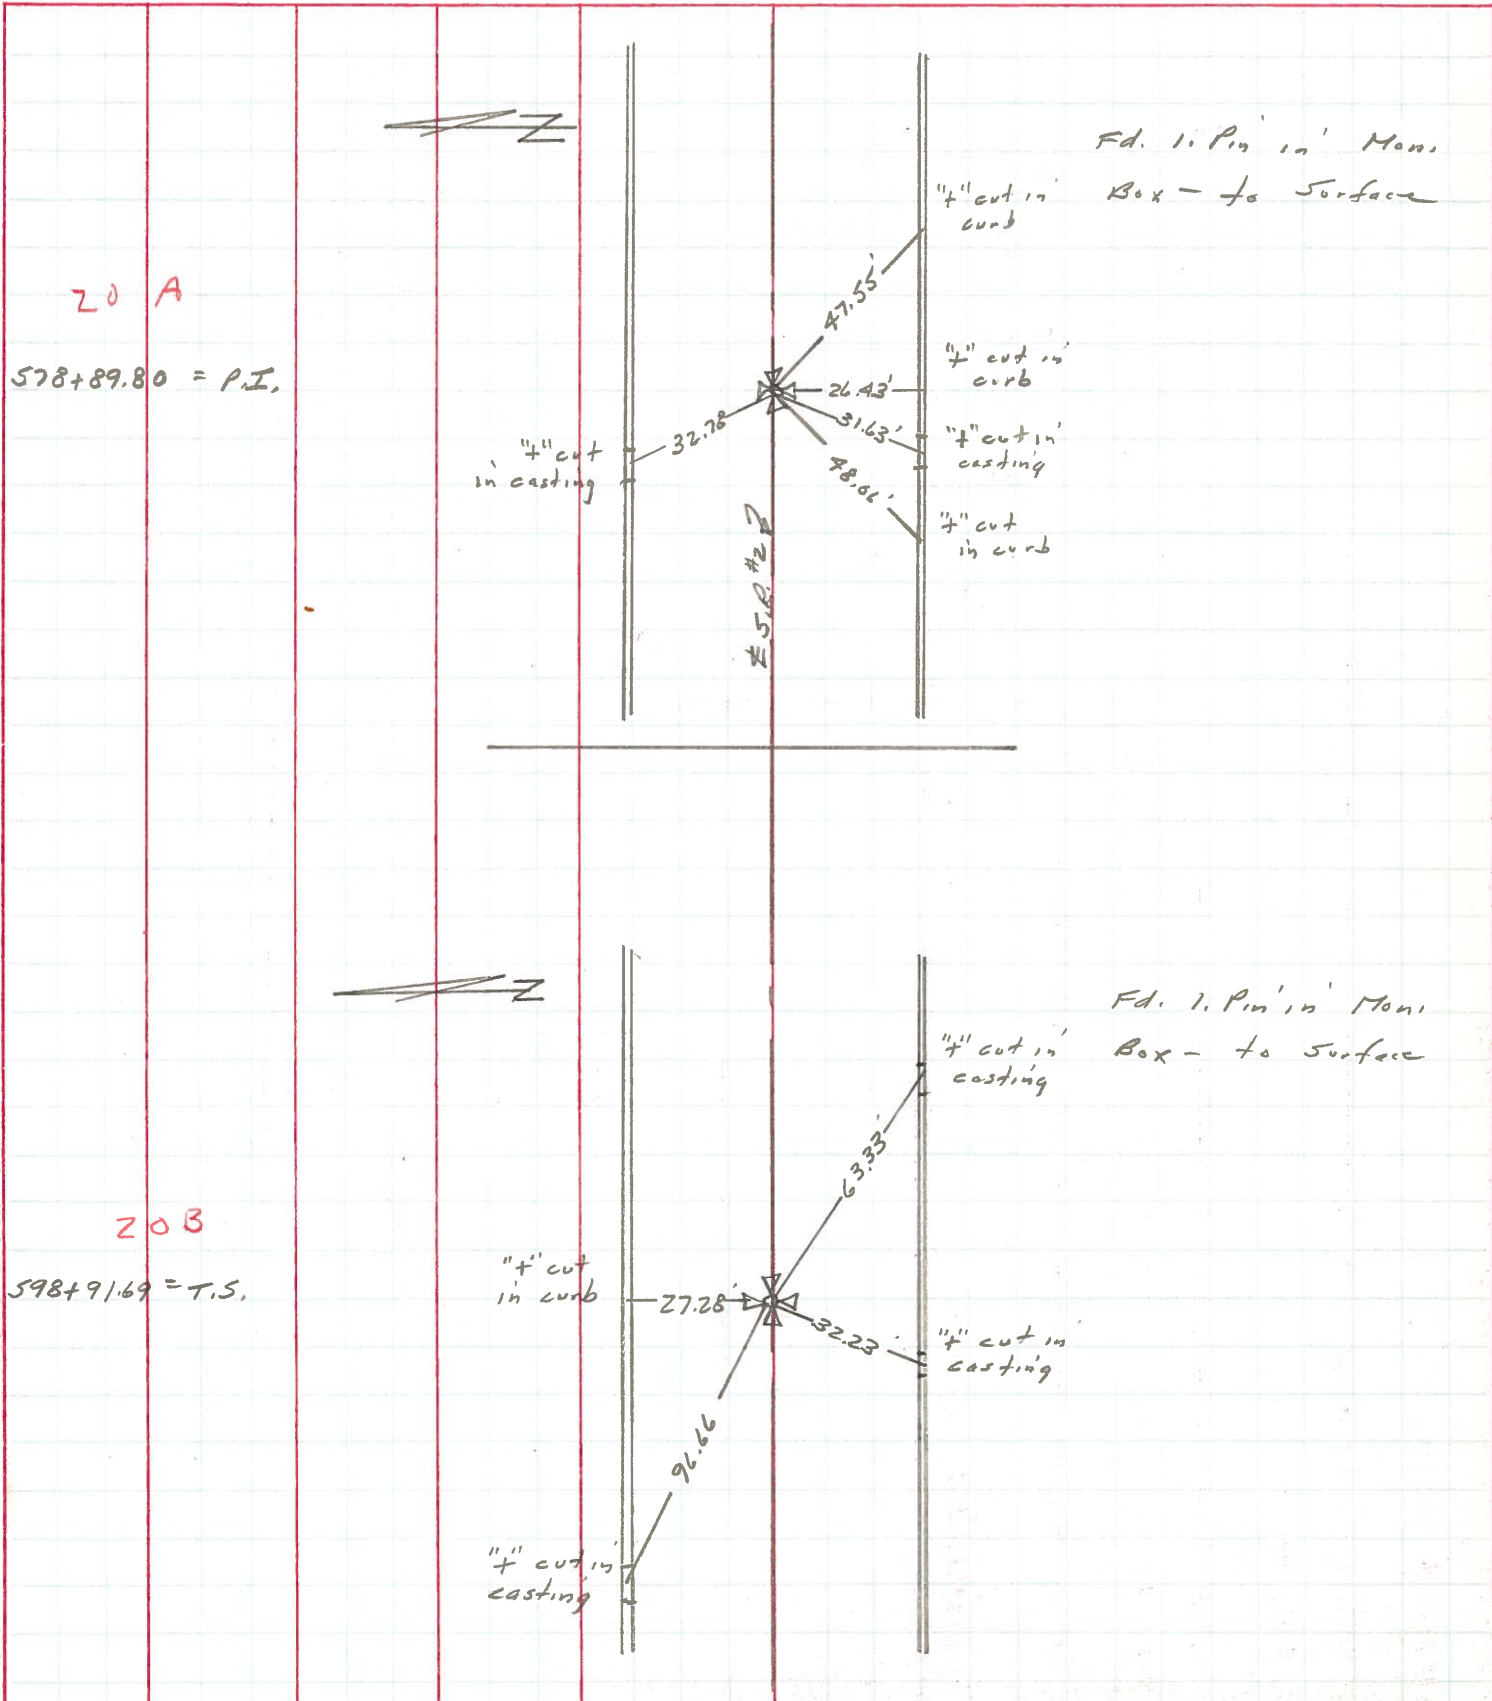 N
Fd. 1. Pin in Mon.
Box - to Surface
"+" cut in
curb
20 A
47.55'
578+89.80 = P.I.
"+" cut in
curb
26.43'
31.63'
32.78
"+" cut
in casting
"+" cut in
casting
48.06'
"+" cut
in curb
℄ S.R. #2
N
Fd. 1. Pin in Mon.
Box - to Surface
"+" cut in
casting
63.33'
20B
598+91.69 = T.S.
"+" cut
in curb
27.28'
32.23'
"+" cut in
casting
96.66
"+" cut in
casting